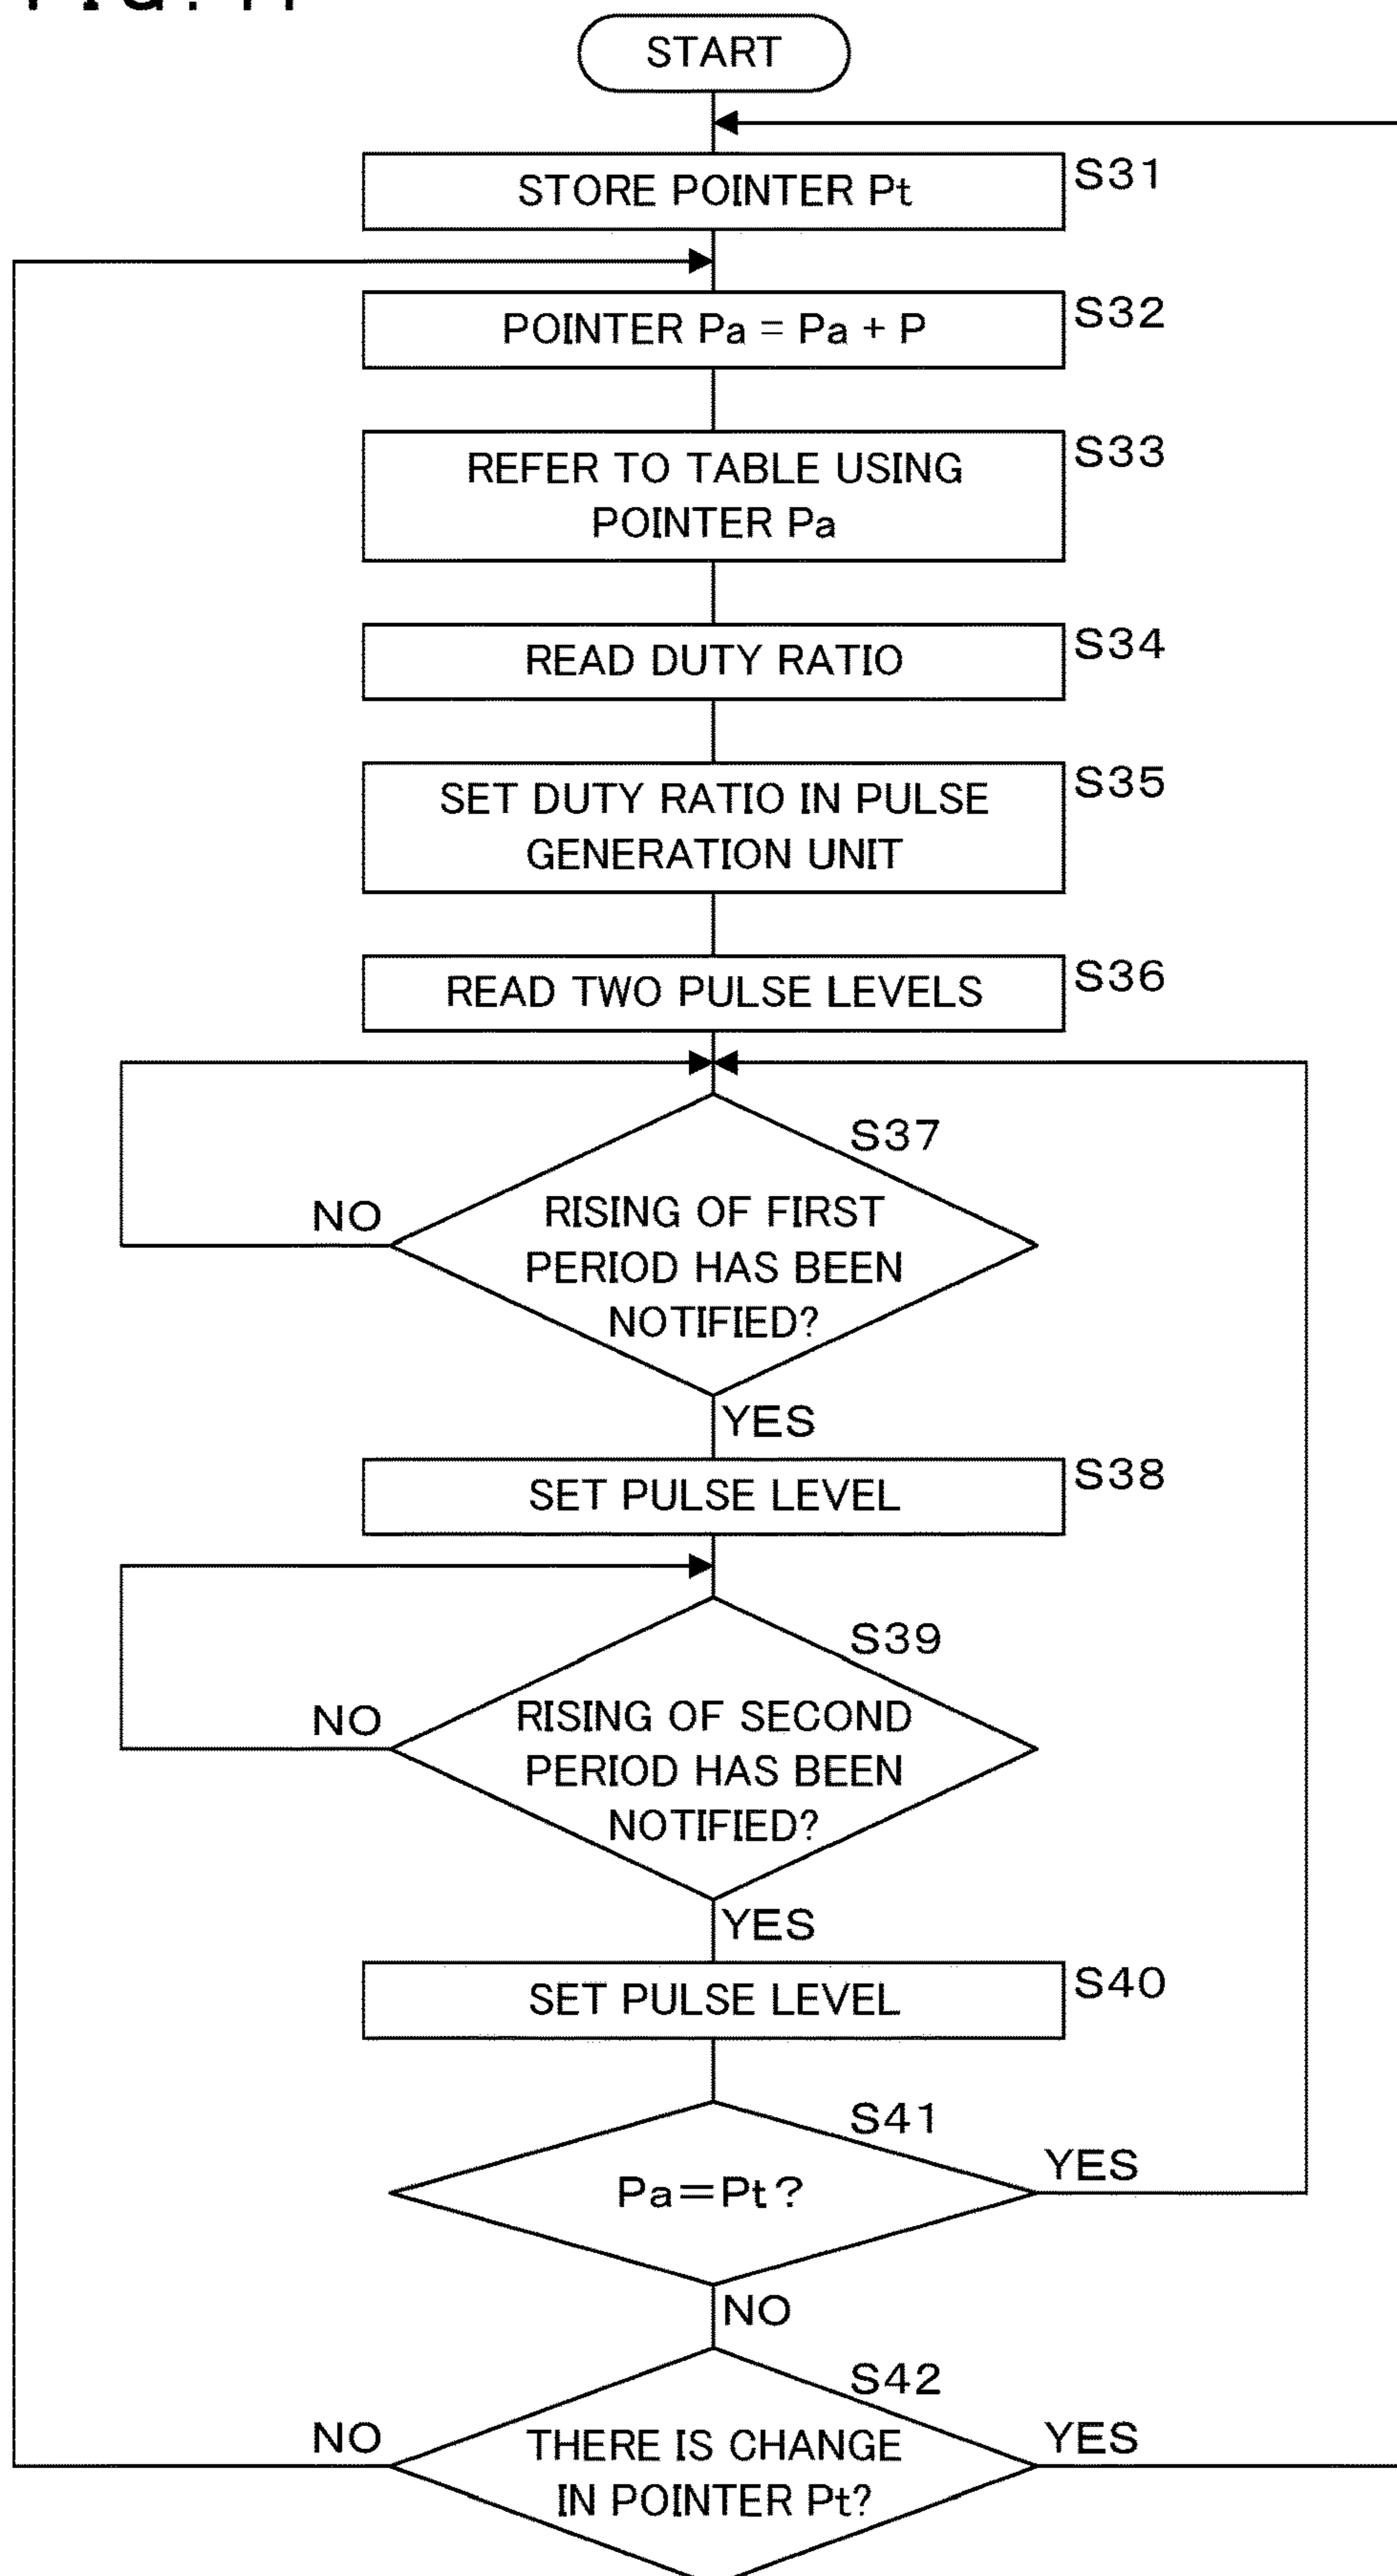 START
STORE POINTER Pt
S31
POINTER Pa = Pa + P
S32
REFER TO TABLE USING
POINTER Pa
S33
READ DUTY RATIO
S34
SET DUTY RATIO IN PULSE
GENERATION UNIT
S35
READ TWO PULSE LEVELS
S36
S37
RISING OF FIRST
PERIOD HAS BEEN
NOTIFIED?
NO
YES
SET PULSE LEVEL
S38
S39
RISING OF SECOND
PERIOD HAS BEEN
NOTIFIED?
NO
YES
SET PULSE LEVEL
S40
S41
Pa=Pt?
YES
NO
S42
THERE IS CHANGE
IN POINTER Pt?
NO
YES